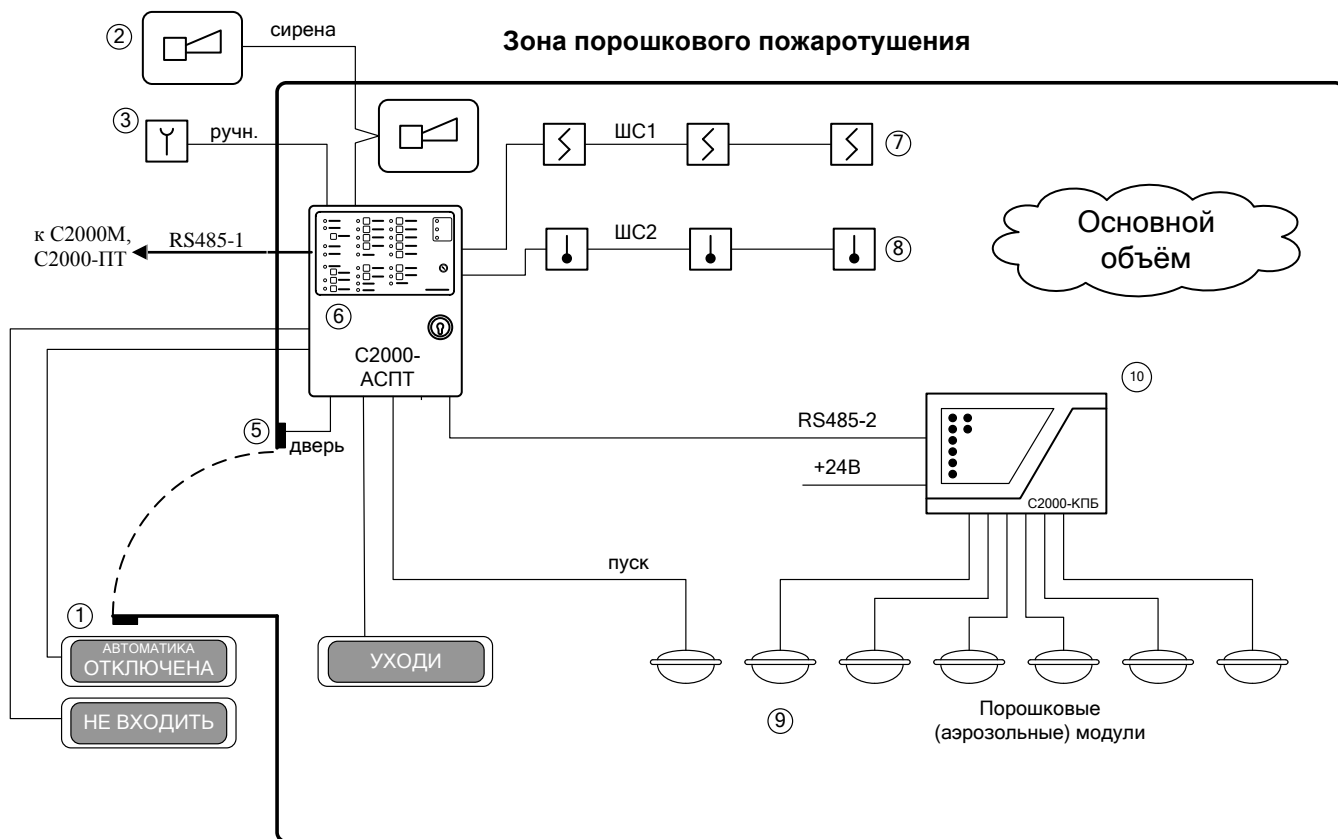 2
сирена
Зона порошкового пожаротушения
3
ручн.
ШС1
7
к С2000М,
С2000-ПТ
RS485-1
ШС2
8
Основной
объём
6
С2000-
АСПТ
10
5
дверь
RS485-2
+24В
С2000-КПБ
пуск
1
АВТОМАТИКА
ОТКЛЮЧЕНА
УХОДИ
НЕ ВХОДИТЬ
9
Порошковые
(аэрозольные) модули